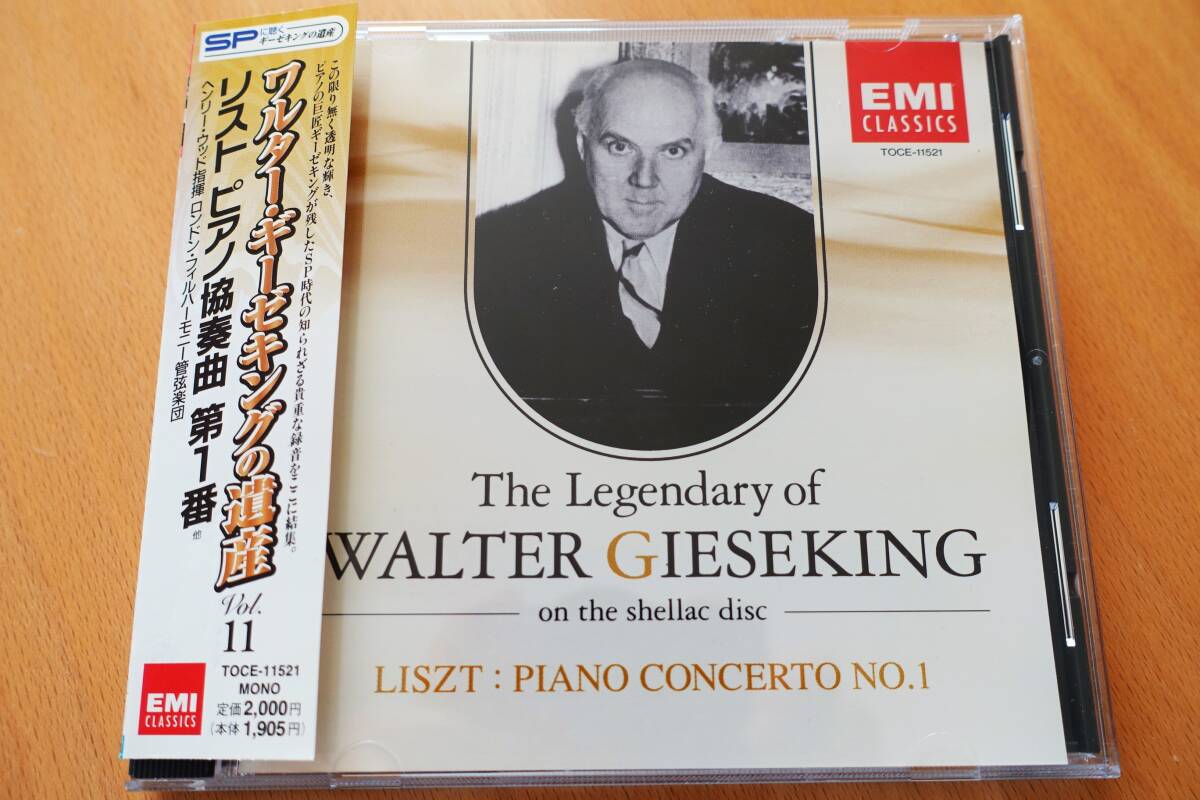 SPに聴く
ギーゼキングの遺産
この限り無く透明な輝き、
ピアノの巨匠ギーゼキングが残したSP時代の知られざる貴重な録音をここに結集。
ワルター・ギーゼキングの遺産
Vol.
11
リスト ピアノ協奏曲 第1番 他
ヘンリー・ウッド指揮 ロンドン・フィルハーモニー管弦楽団
TOCE-11521
MONO
定価2,000円
(本体1,905円)
EMI
CLASSICS
EMI
CLASSICS
TOCE-11521
The Legendary of
WALTER GIESEKING
on the shellac disc
LISZT : PIANO CONCERTO NO.1